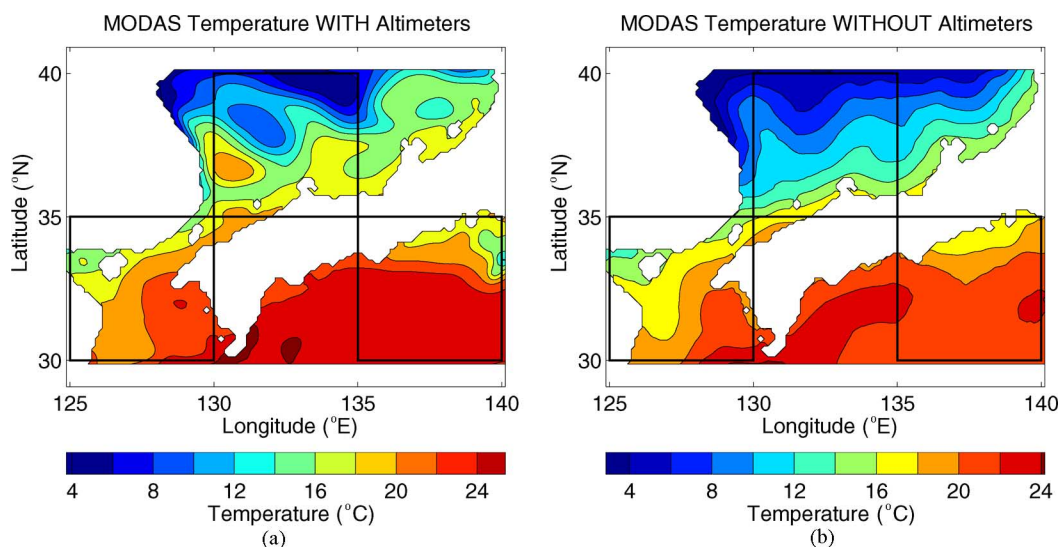 MODAS Temperature WITH Altimeters
40
35
30
Latitude (°N)
125 130 135 140
Longitude (°E)
4 8 12 16 20 24
Temperature (°C)
(a)
MODAS Temperature WITHOUT Altimeters
40
35
30
Latitude (°N)
125 130 135 140
Longitude (°E)
4 8 12 16 20 24
Temperature (°C)
(b)